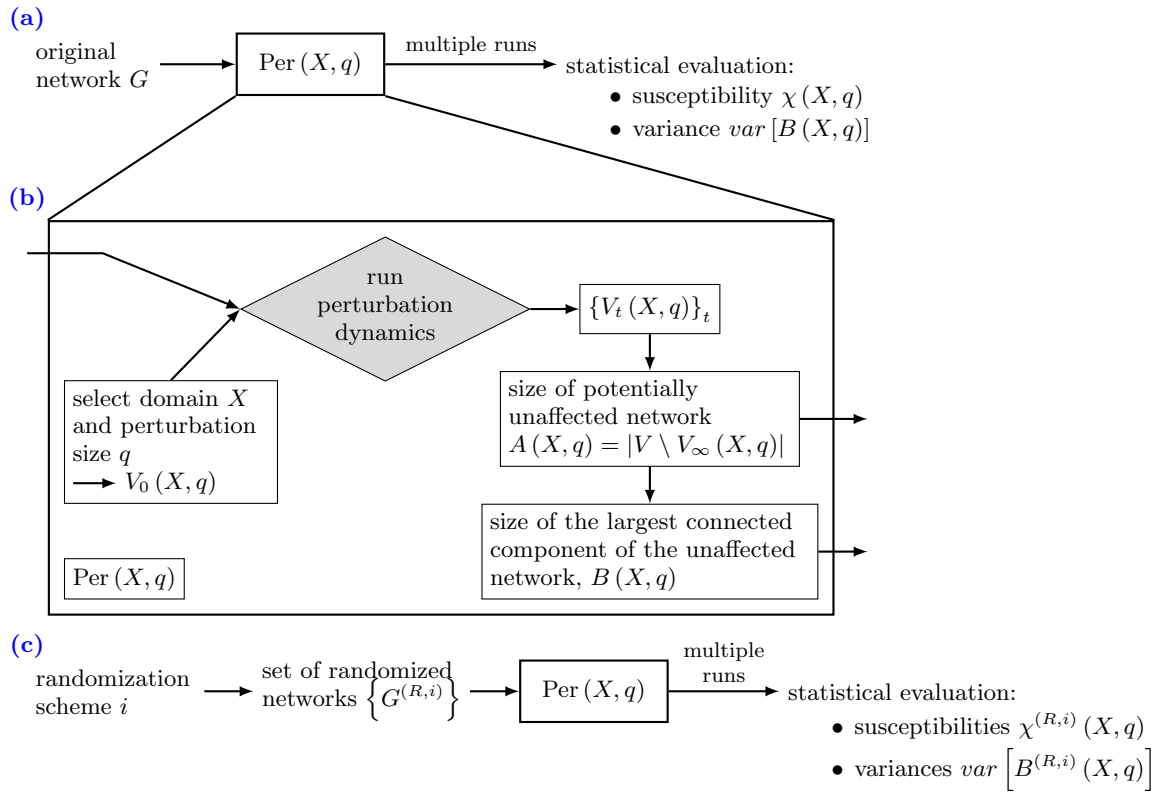 (a)
original
network G
Per (X, q)
multiple runs
statistical evaluation:
• susceptibility χ (X, q)
• variance var [B (X, q)]
(b)
run
perturbation
dynamics
{V_t (X, q)}_t
select domain X
and perturbation
size q
⟶ V_0 (X, q)
size of potentially
unaffected network
A (X, q) = |V \ V_∞ (X, q)|
size of the largest connected
component of the unaffected
network, B (X, q)
Per (X, q)
(c)
randomization
scheme i
set of randomized
networks {G^(R,i)}
Per (X, q)
multiple
runs
statistical evaluation:
• susceptibilities χ^(R,i) (X, q)
• variances var [B^(R,i) (X, q)]